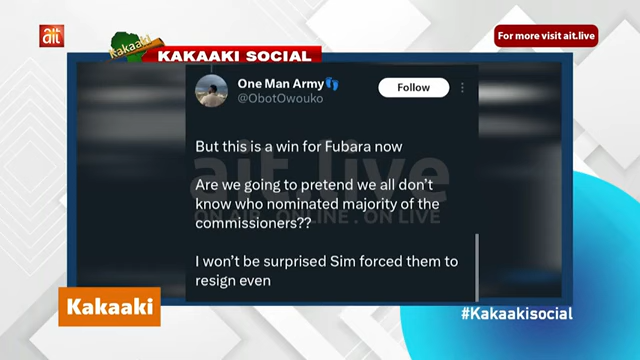 ait
For more visit ait.live
Kakaaki
KAKAAKI SOCIAL
One Man Army👣
@ObotOwouko
Follow
But this is a win for Fubara now
ait.live
Are we going to pretend we all don't
know who nominated majority of the
commissioners??
ON AIR . ONLINE . ON LIVE
I won't be surprised Sim forced them to
resign even
Kakaaki
#Kakaakisocial